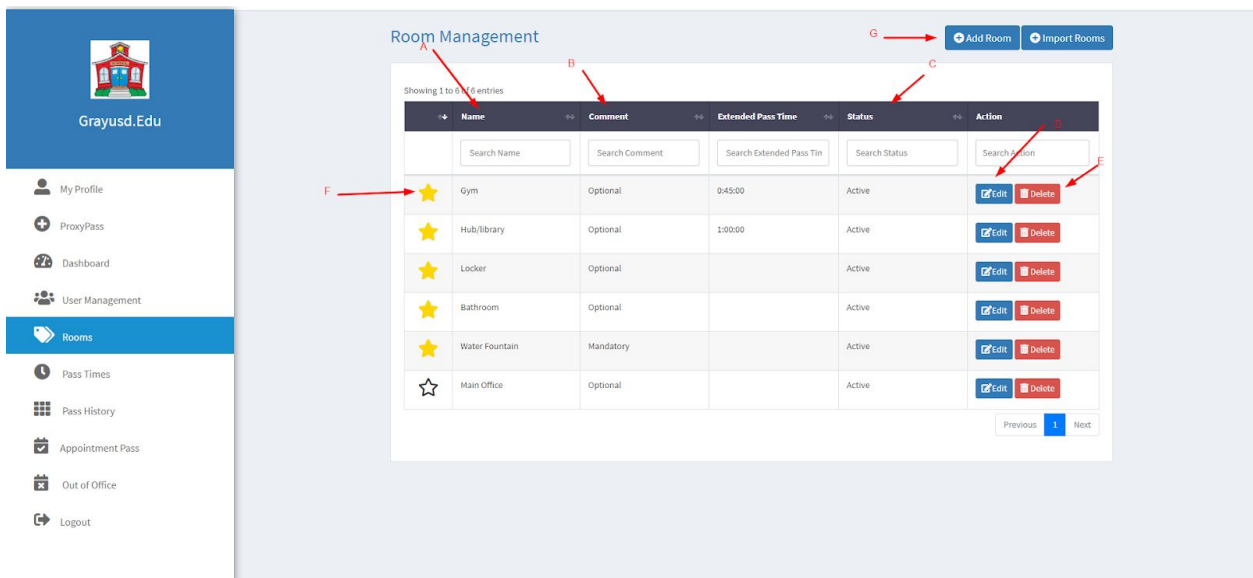 Grayusd.Edu
My Profile
ProxyPass
Dashboard
User Management
Rooms
Pass Times
Pass History
Appointment Pass
Out of Office
Logout
Room Management
A
B
C
G
Add Room Import Rooms
Showing 1 to 6 of 6 entries
Name Comment Extended Pass Time Status Action
D
Search Name Search Comment Search Extended Pass Tim Search Status Search Action
E
F
Gym Optional 0:45:00 Active Edit Delete
Hub/library Optional 1:00:00 Active Edit Delete
Locker Optional Active Edit Delete
Bathroom Optional Active Edit Delete
Water Fountain Mandatory Active Edit Delete
Main Office Optional Active Edit Delete
Previous 1 Next